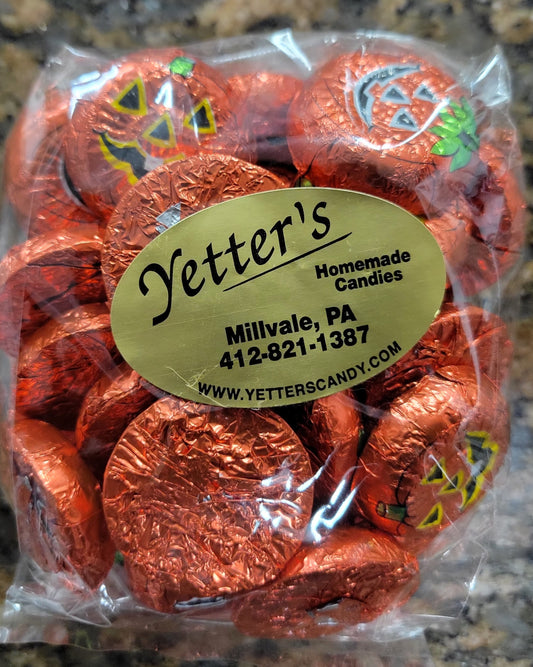 Yetter's
Homemade
Candies
Millvale, PA
412-821-1387
WWW.YETTERSCANDY.COM